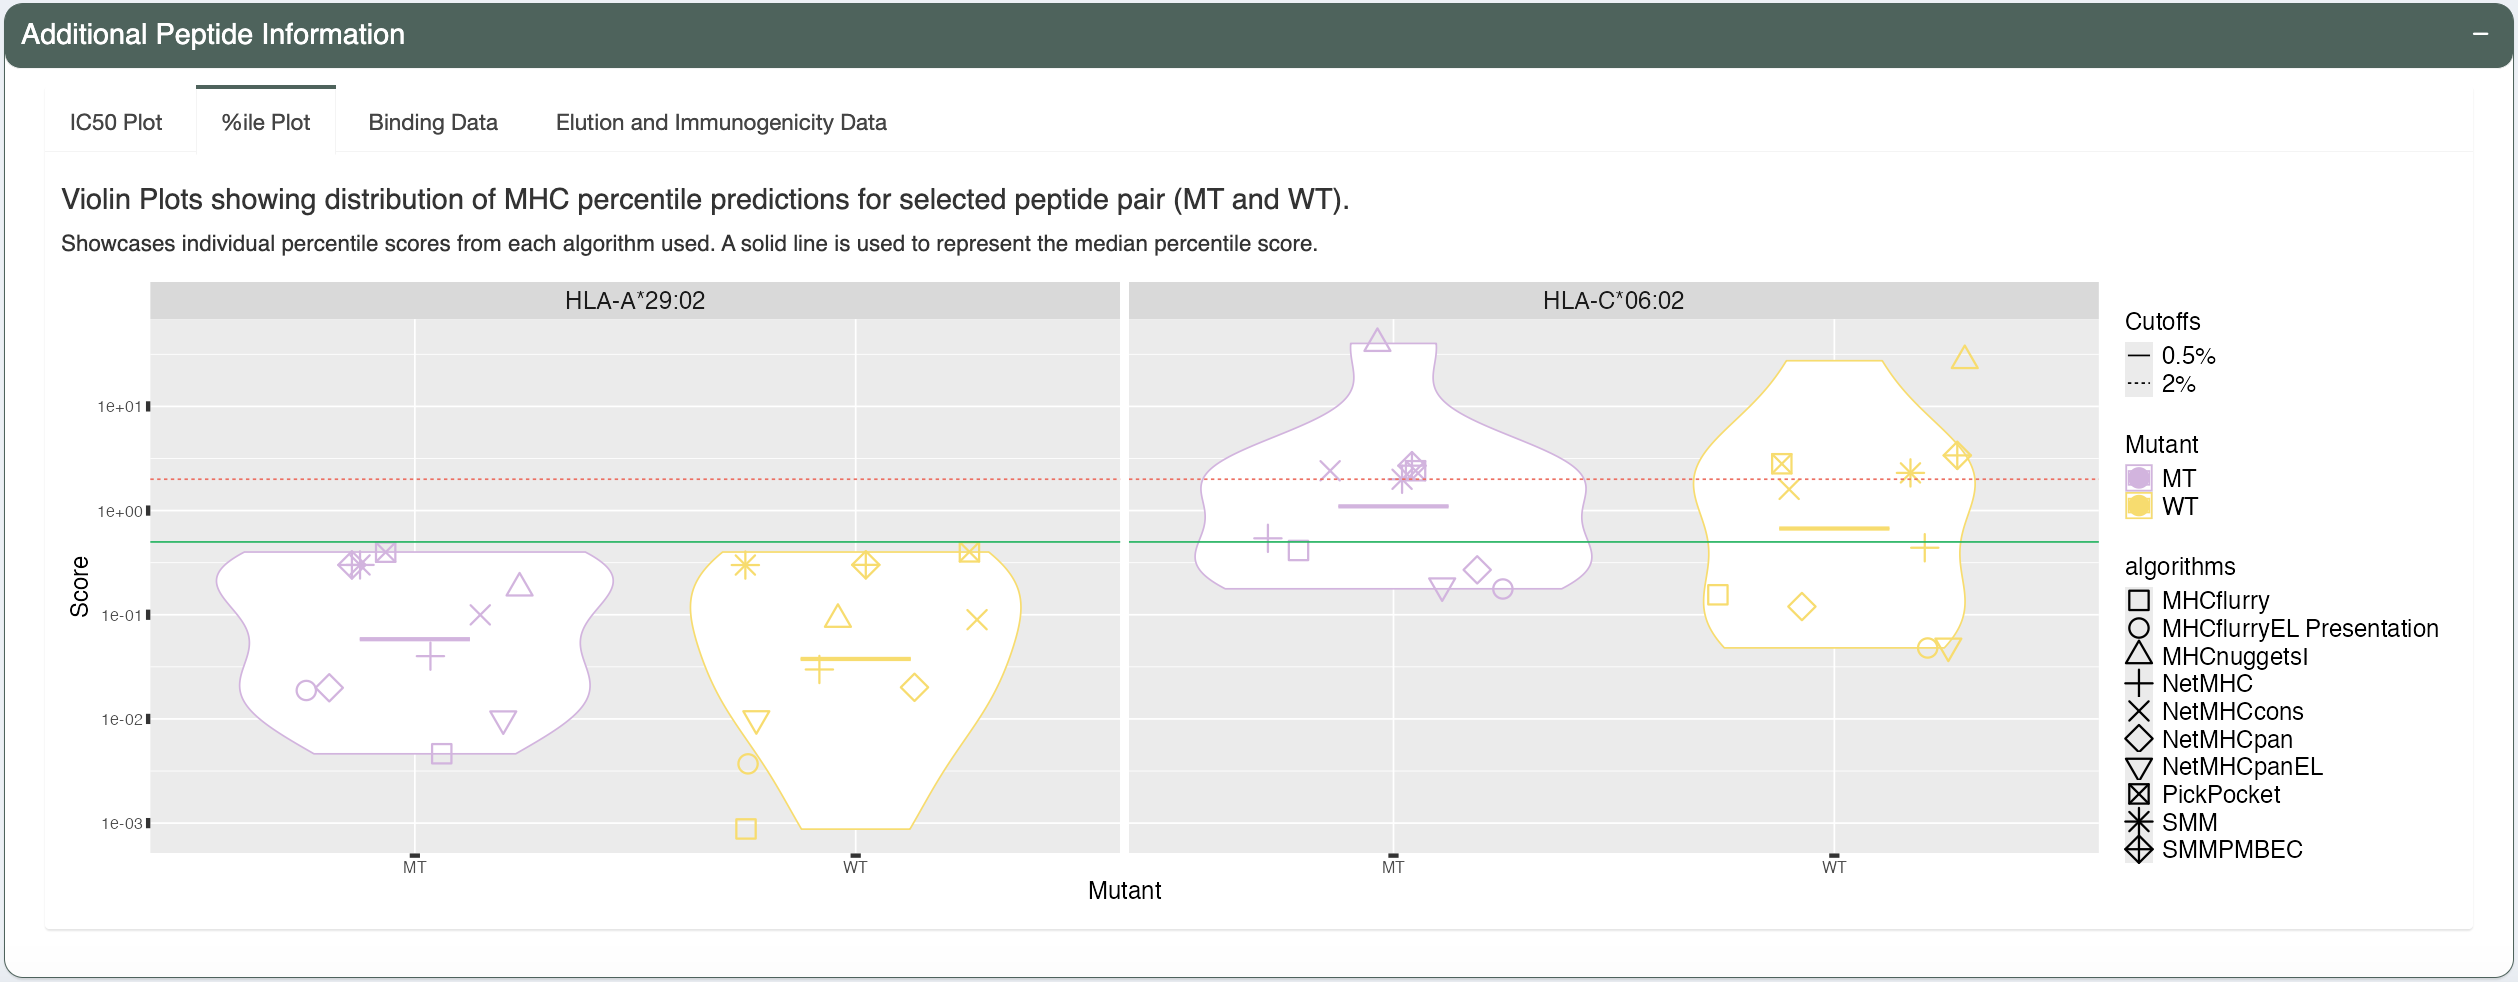 Additional Peptide Information
IC50 Plot
%ile Plot
Binding Data
Elution and Immunogenicity Data
Violin Plots showing distribution of MHC percentile predictions for selected peptide pair (MT and WT).
Showcases individual percentile scores from each algorithm used. A solid line is used to represent the median percentile score.
HLA-A*29:02
HLA-C*06:02
Score
1e+01
1e+00
1e-01
1e-02
1e-03
MT
WT
MT
WT
Mutant
Cutoffs
0.5%
2%
Mutant
MT
WT
algorithms
MHCflurry
MHCflurryEL Presentation
MHCnuggetsI
NetMHC
NetMHCcons
NetMHCpan
NetMHCpanEL
PickPocket
SMM
SMMPMBEC